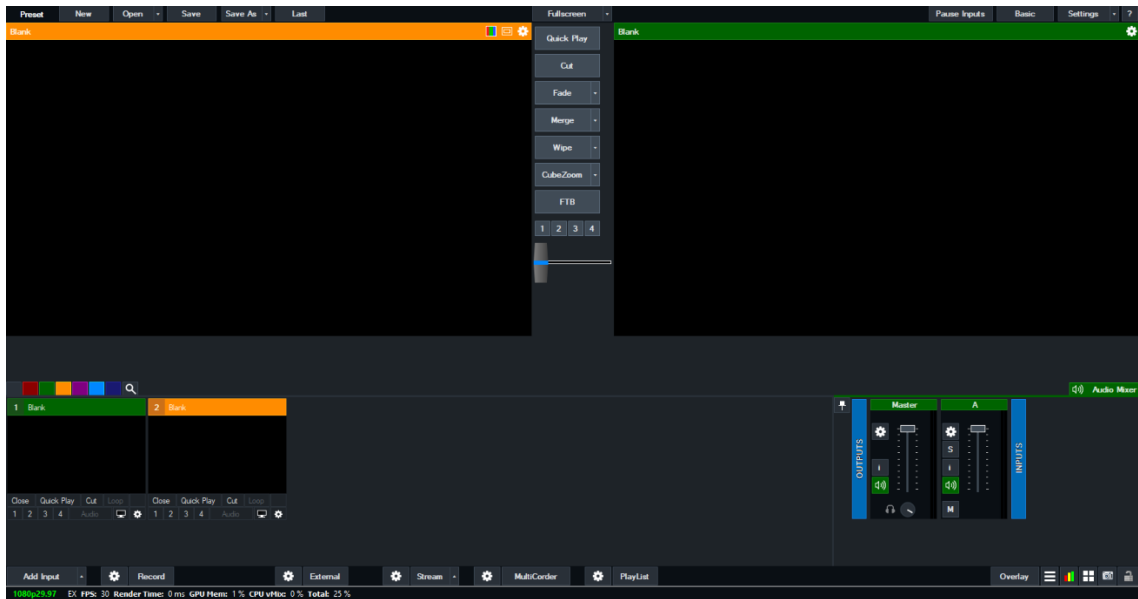 Preset New Open Save Save As Last Fullscreen Pause Inputs Basic Settings ?
Blank
Blank
Quick Play
Cut
Fade
Merge
Wipe
CubeZoom
FTB
1 2 3 4
Audio Mixer
1 Blank
2 Blank
Close Quick Play Cut Loop
1 2 3 4 Audio
Close Quick Play Cut Loop
1 2 3 4 Audio
OUTPUTS
Master
A
S
M
INPUTS
Add Input Record External Stream MultiCorder PlayList Overlay
1080p29.97 EX FPS: 30 Render Time: 0 ms GPU Mem: 1 % CPU vMix: 0 % Total: 25 %